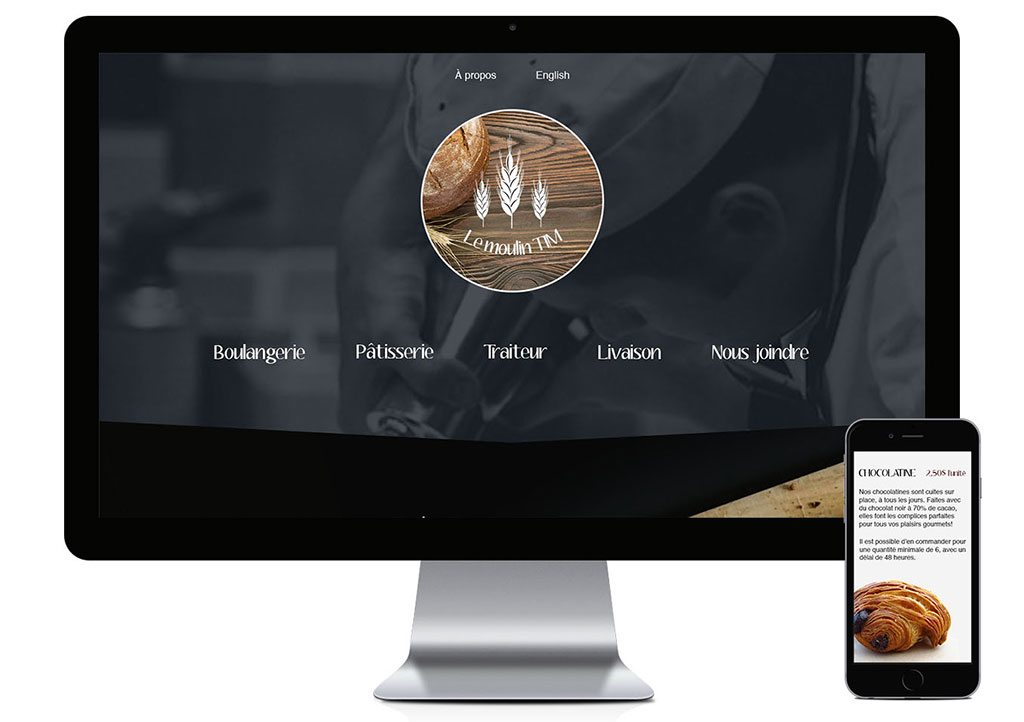 À propos English
Le moulin TIM
Boulangerie Pâtisserie Traiteur Livaison Nous joindre
CHOCOLATINE 2,50$ l'unité
Nos chocolatines sont cuites sur
place, à tous les jours. Faites avec
du chocolat noir à 70% de cacao,
elles font les complices parfaites
pour tous vos plaisirs gourmets!
Il est possible d'en commander pour
une quantité minimale de 6, avec un
délai de 48 heures.